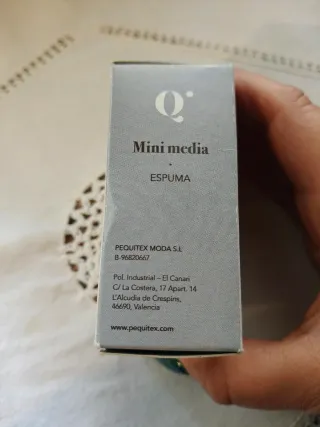 Q
Mini media
ESPUMA
PEQUITEX MODA S.L
B-96820667
Pol. Industrial – El Canari
C/ La Costera, 17 Apart. 14
L'Alcudia de Crespins,
46690, Valencia
www.pequitex.com